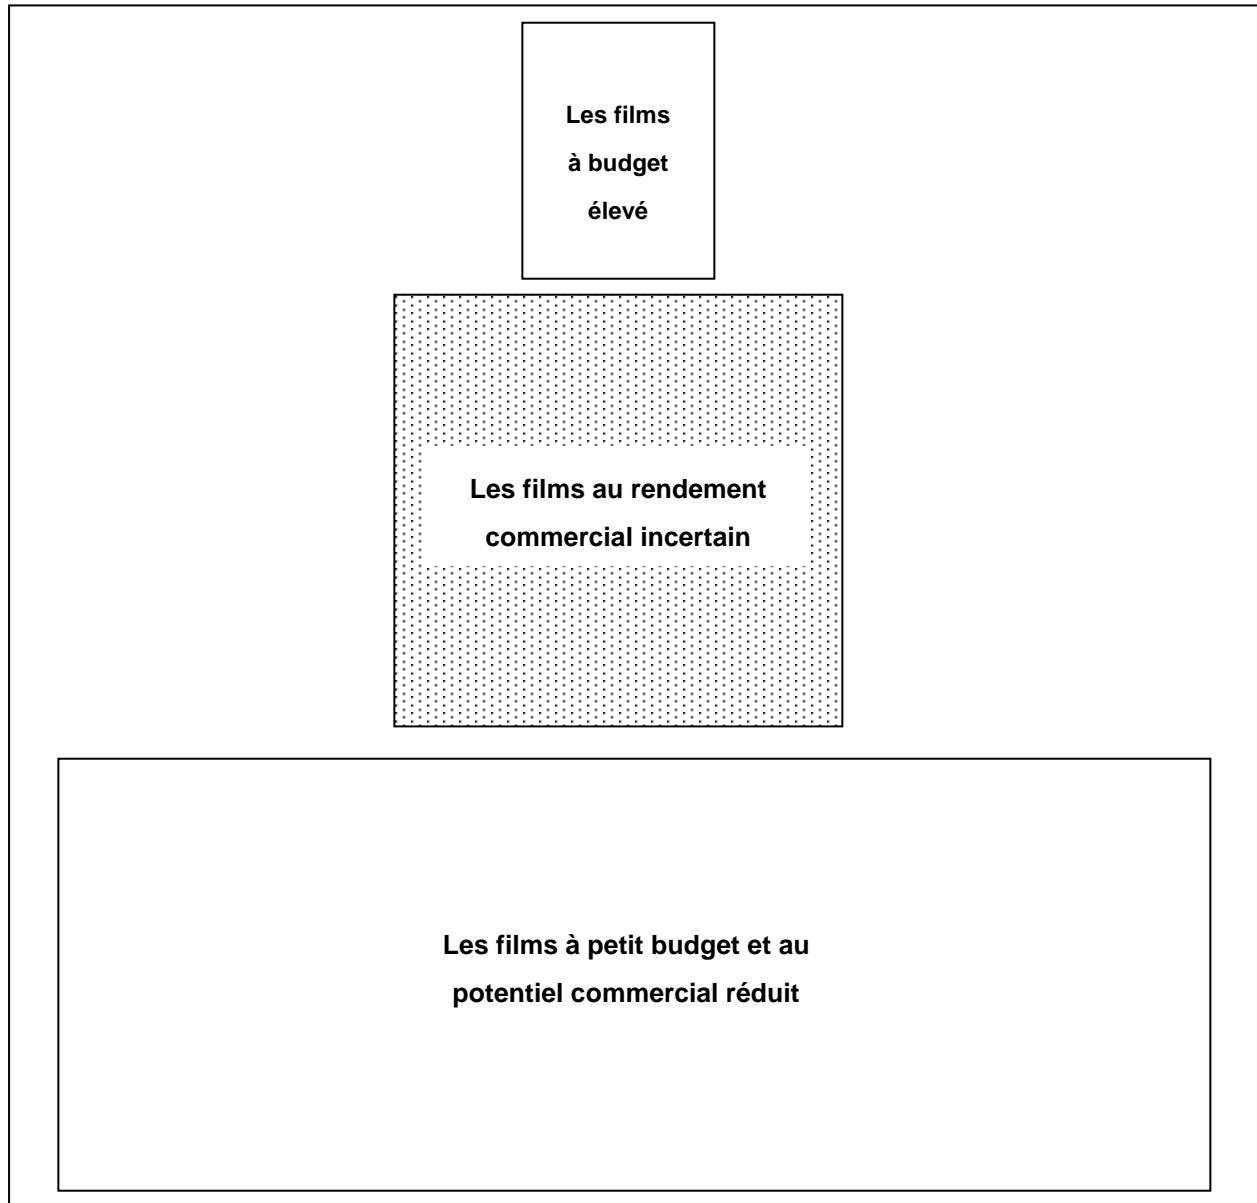 Les films
à budget
élevé
Les films au rendement
commercial incertain
Les films à petit budget et au
potentiel commercial réduit